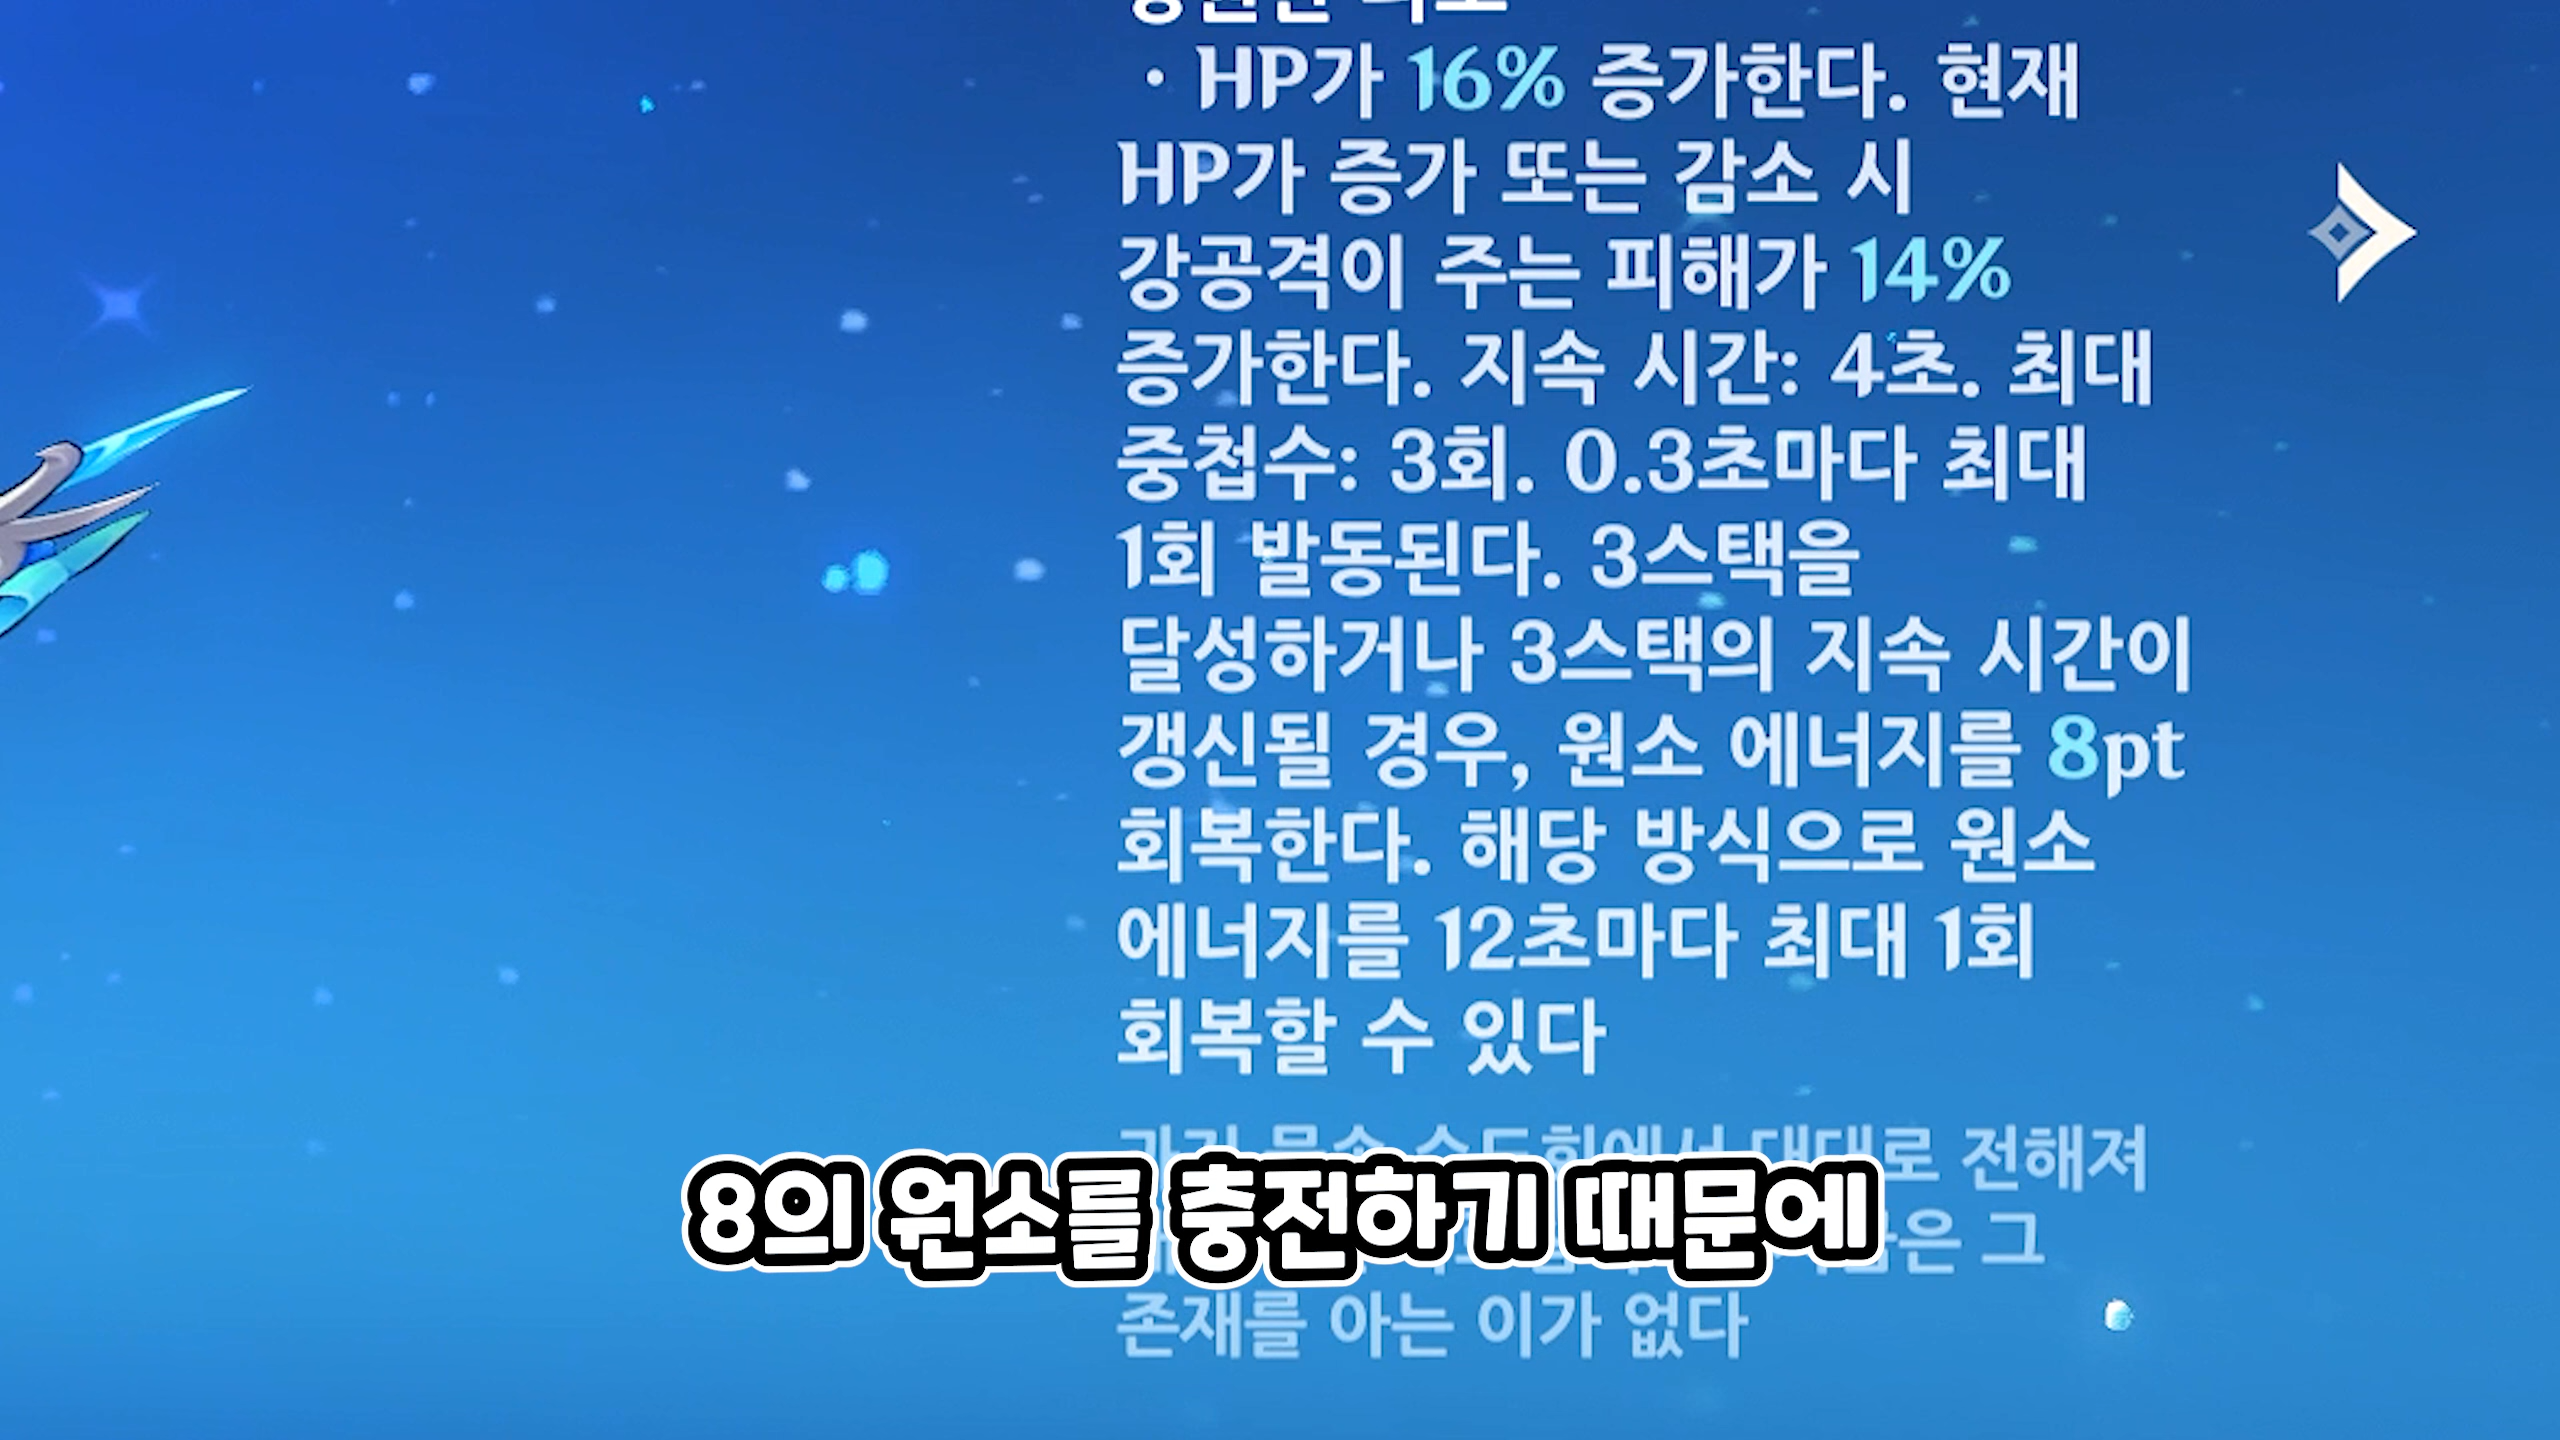 · HP가 16% 증가한다. 현재
HP가 증가 또는 감소 시
강공격이 주는 피해가 14%
증가한다. 지속 시간: 4초. 최대
중첩수: 3회. 0.3초마다 최대
1회 발동된다. 3스택을
달성하거나 3스택의 지속 시간이
갱신될 경우, 원소 에너지를 8pt
회복한다. 해당 방식으로 원소
에너지를 12초마다 최대 1회
회복할 수 있다
대대로 전해져
8의 원소를 충전하기 때문에
그
존재를 아는 이가 없다